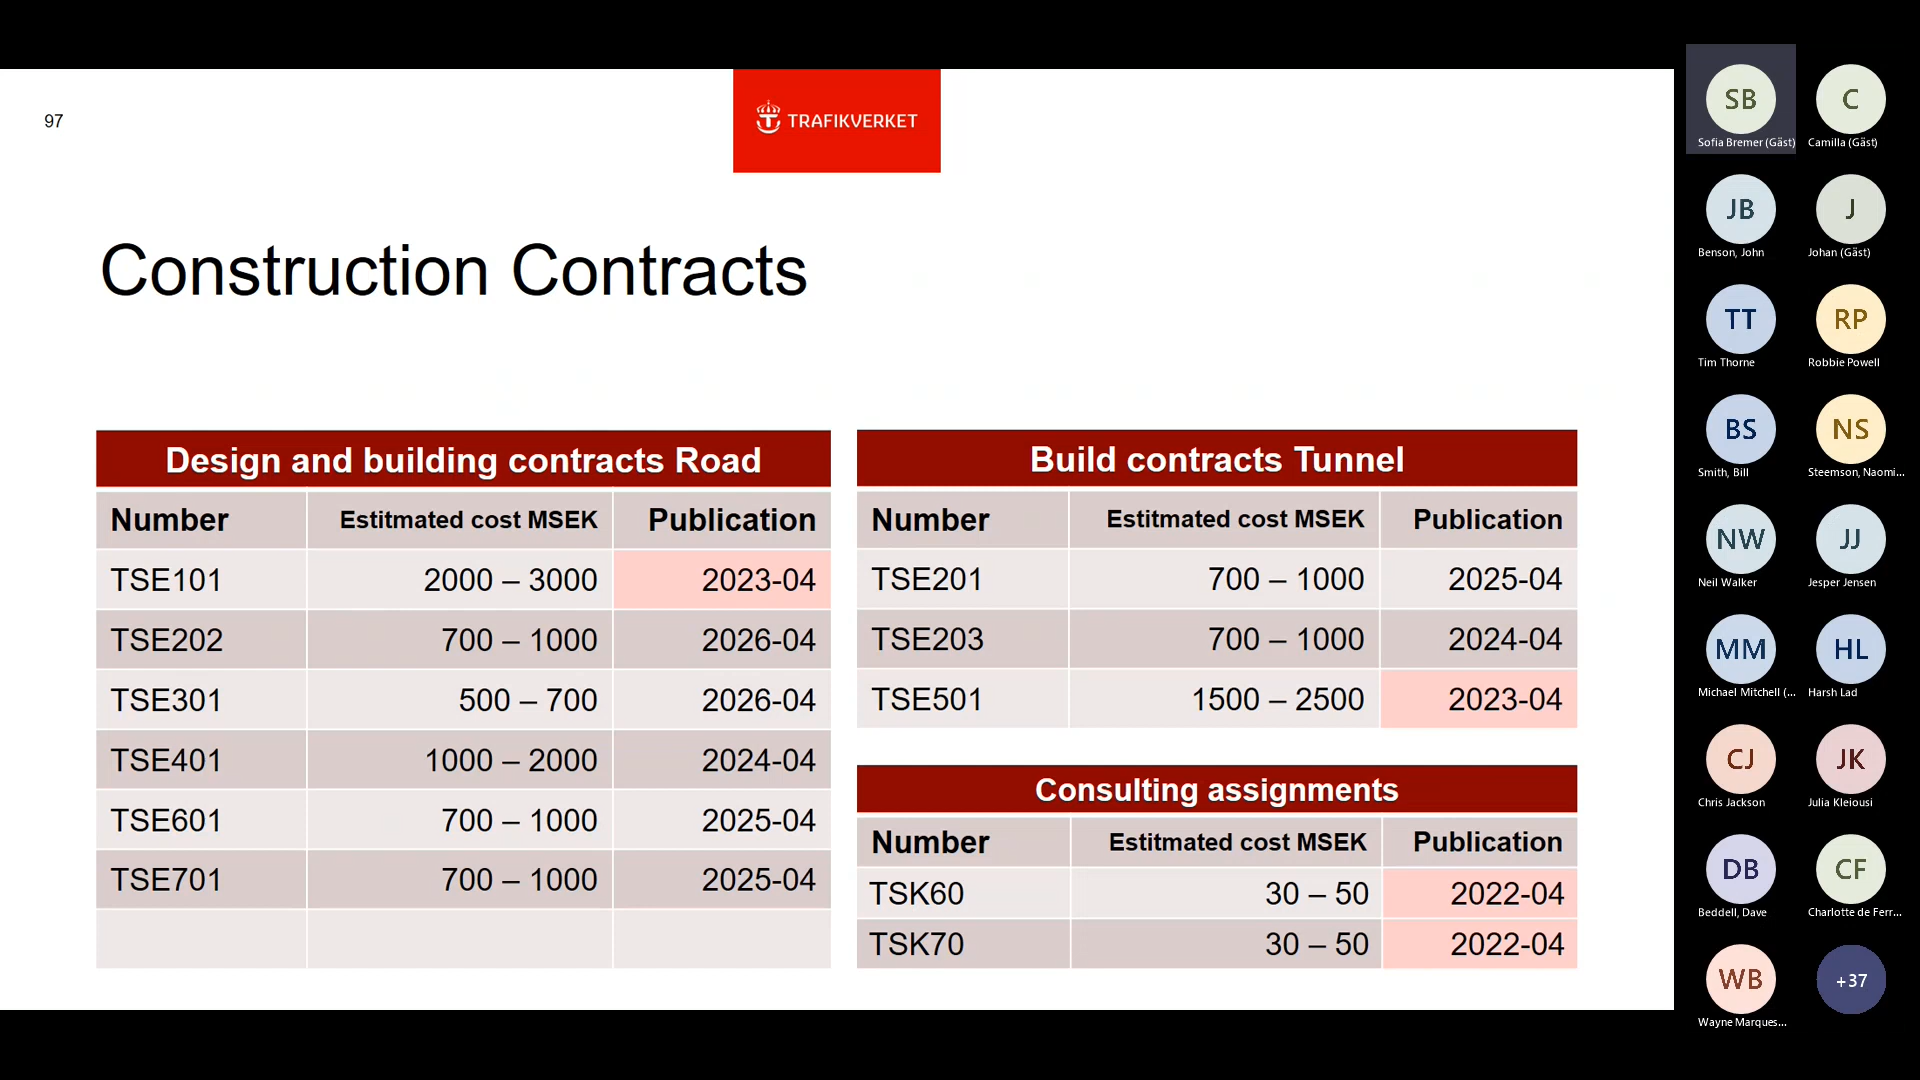 97
TRAFIKVERKET
Construction Contracts
Design and building contracts Road
Number Estitmated cost MSEK Publication
TSE101 2000 – 3000 2023-04
TSE202 700 – 1000 2026-04
TSE301 500 – 700 2026-04
TSE401 1000 – 2000 2024-04
TSE601 700 – 1000 2025-04
TSE701 700 – 1000 2025-04
Build contracts Tunnel
Number Estitmated cost MSEK Publication
TSE201 700 – 1000 2025-04
TSE203 700 – 1000 2024-04
TSE501 1500 – 2500 2023-04
Consulting assignments
Number Estitmated cost MSEK Publication
TSK60 30 – 50 2022-04
TSK70 30 – 50 2022-04
SB C
Sofia Bremer (Gäst) Camilla (Gäst)
JB J
Benson, John Johan (Gäst)
TT RP
Tim Thorne Robbie Powell
BS NS
Smith, Bill Steemson, Naomi...
NW JJ
Neil Walker Jesper Jensen
MM HL
Michael Mitchell (... Harsh Lad
CJ JK
Chris Jackson Julia Kleiousi
DB CF
Beddell, Dave Charlotte de Ferr...
WB +37
Wayne Marques...